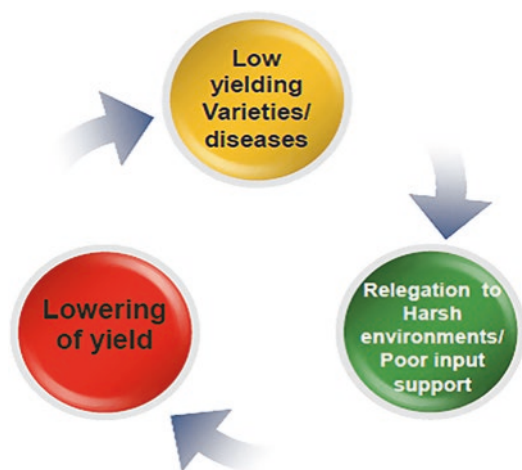 Low
yielding
Varieties/
diseases
Relegation to
Harsh
environments/
Poor input
support
Lowering
of yield